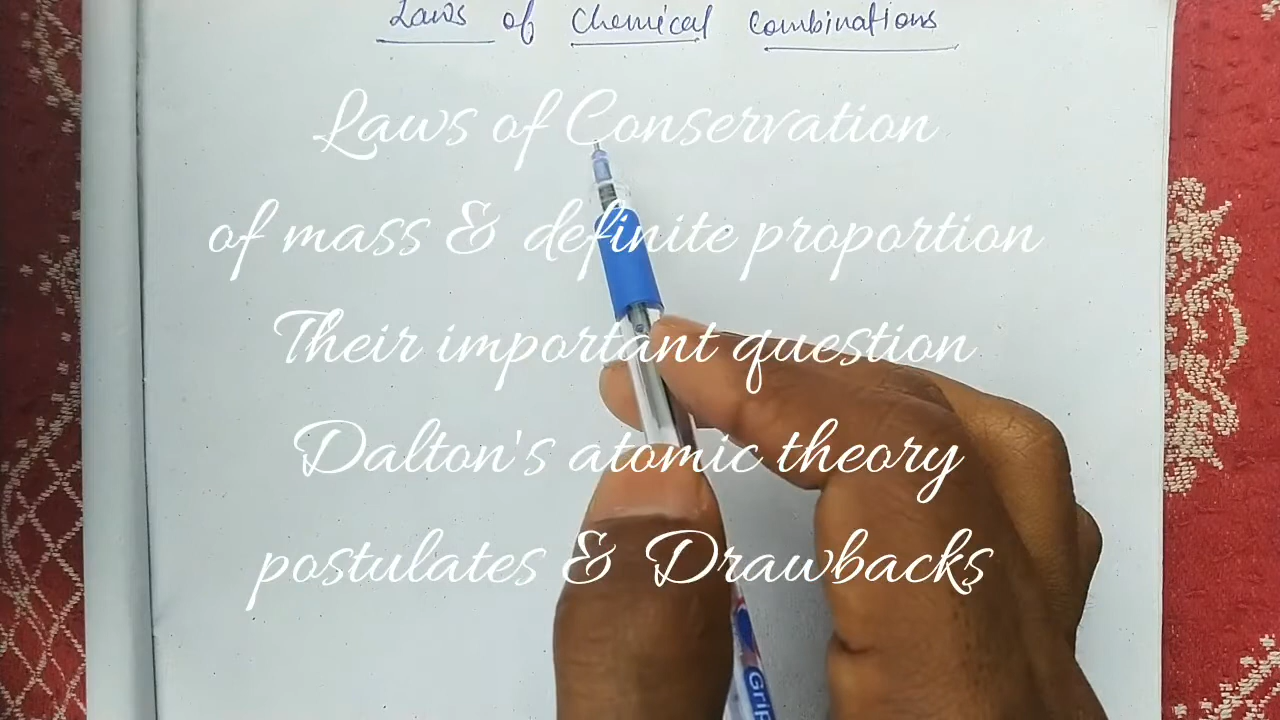 Laws of Chemical Combinations
Laws of Conservation
of mass & definite proportion
Their important question
Dalton's atomic theory
postulates & Drawbacks
Grip